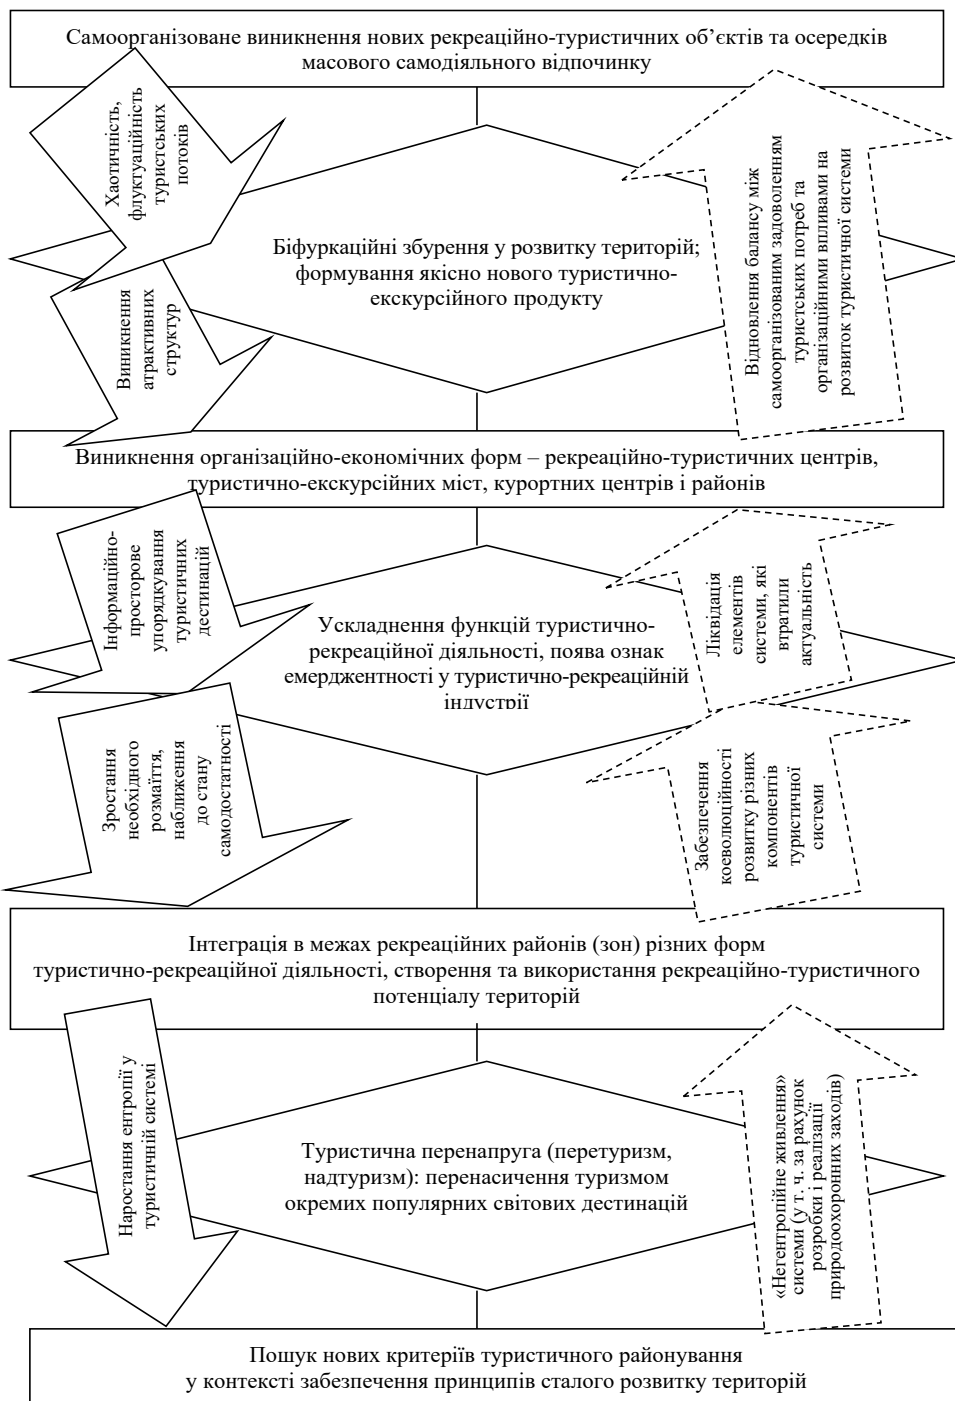 Самоорганізоване виникнення нових рекреаційно-туристичних об’єктів та осередків
масового самодіяльного відпочинку
Хаотичність,
флуктуаційність
туристських
потоків
Відновлення балансу між
самоорганізованим задоволенням
туристських потреб та
організаційними впливами на
розвиток туристичної системи
Біфуркаційні збурення у розвитку територій;
формування якісно нового туристично-
екскурсійного продукту
Виникнення
атрактивних
структур
Виникнення організаційно-економічних форм – рекреаційно-туристичних центрів,
туристично-екскурсійних міст, курортних центрів і районів
Інформаційно-
просторове
упорядкування
туристичних
дестинацій
Ліквідація
елементів
системи, які
втратили
актуальність
Ускладнення функцій туристично-
рекреаційної діяльності, поява ознак
емерджентності у туристично-рекреаційній
індустрії
Зростання
необхідного
розмаїття,
наближення
до стану
самодостатності
Забезпечення
коеволюційності
розвитку різних
компонентів
туристичної
системи
Інтеграція в межах рекреаційних районів (зон) різних форм
туристично-рекреаційної діяльності, створення та використання рекреаційно-туристичного
потенціалу територій
Наростання ентропії у
туристичній системі
«Негентропійне живлення»
системи (у т. ч. за рахунок
розробки і реалізації
природоохоронних заходів)
Туристична перенапруга (перетуризм,
надтуризм): перенасичення туризмом
окремих популярних світових дестинацій
Пошук нових критеріїв туристичного районування
у контексті забезпечення принципів сталого розвитку територій